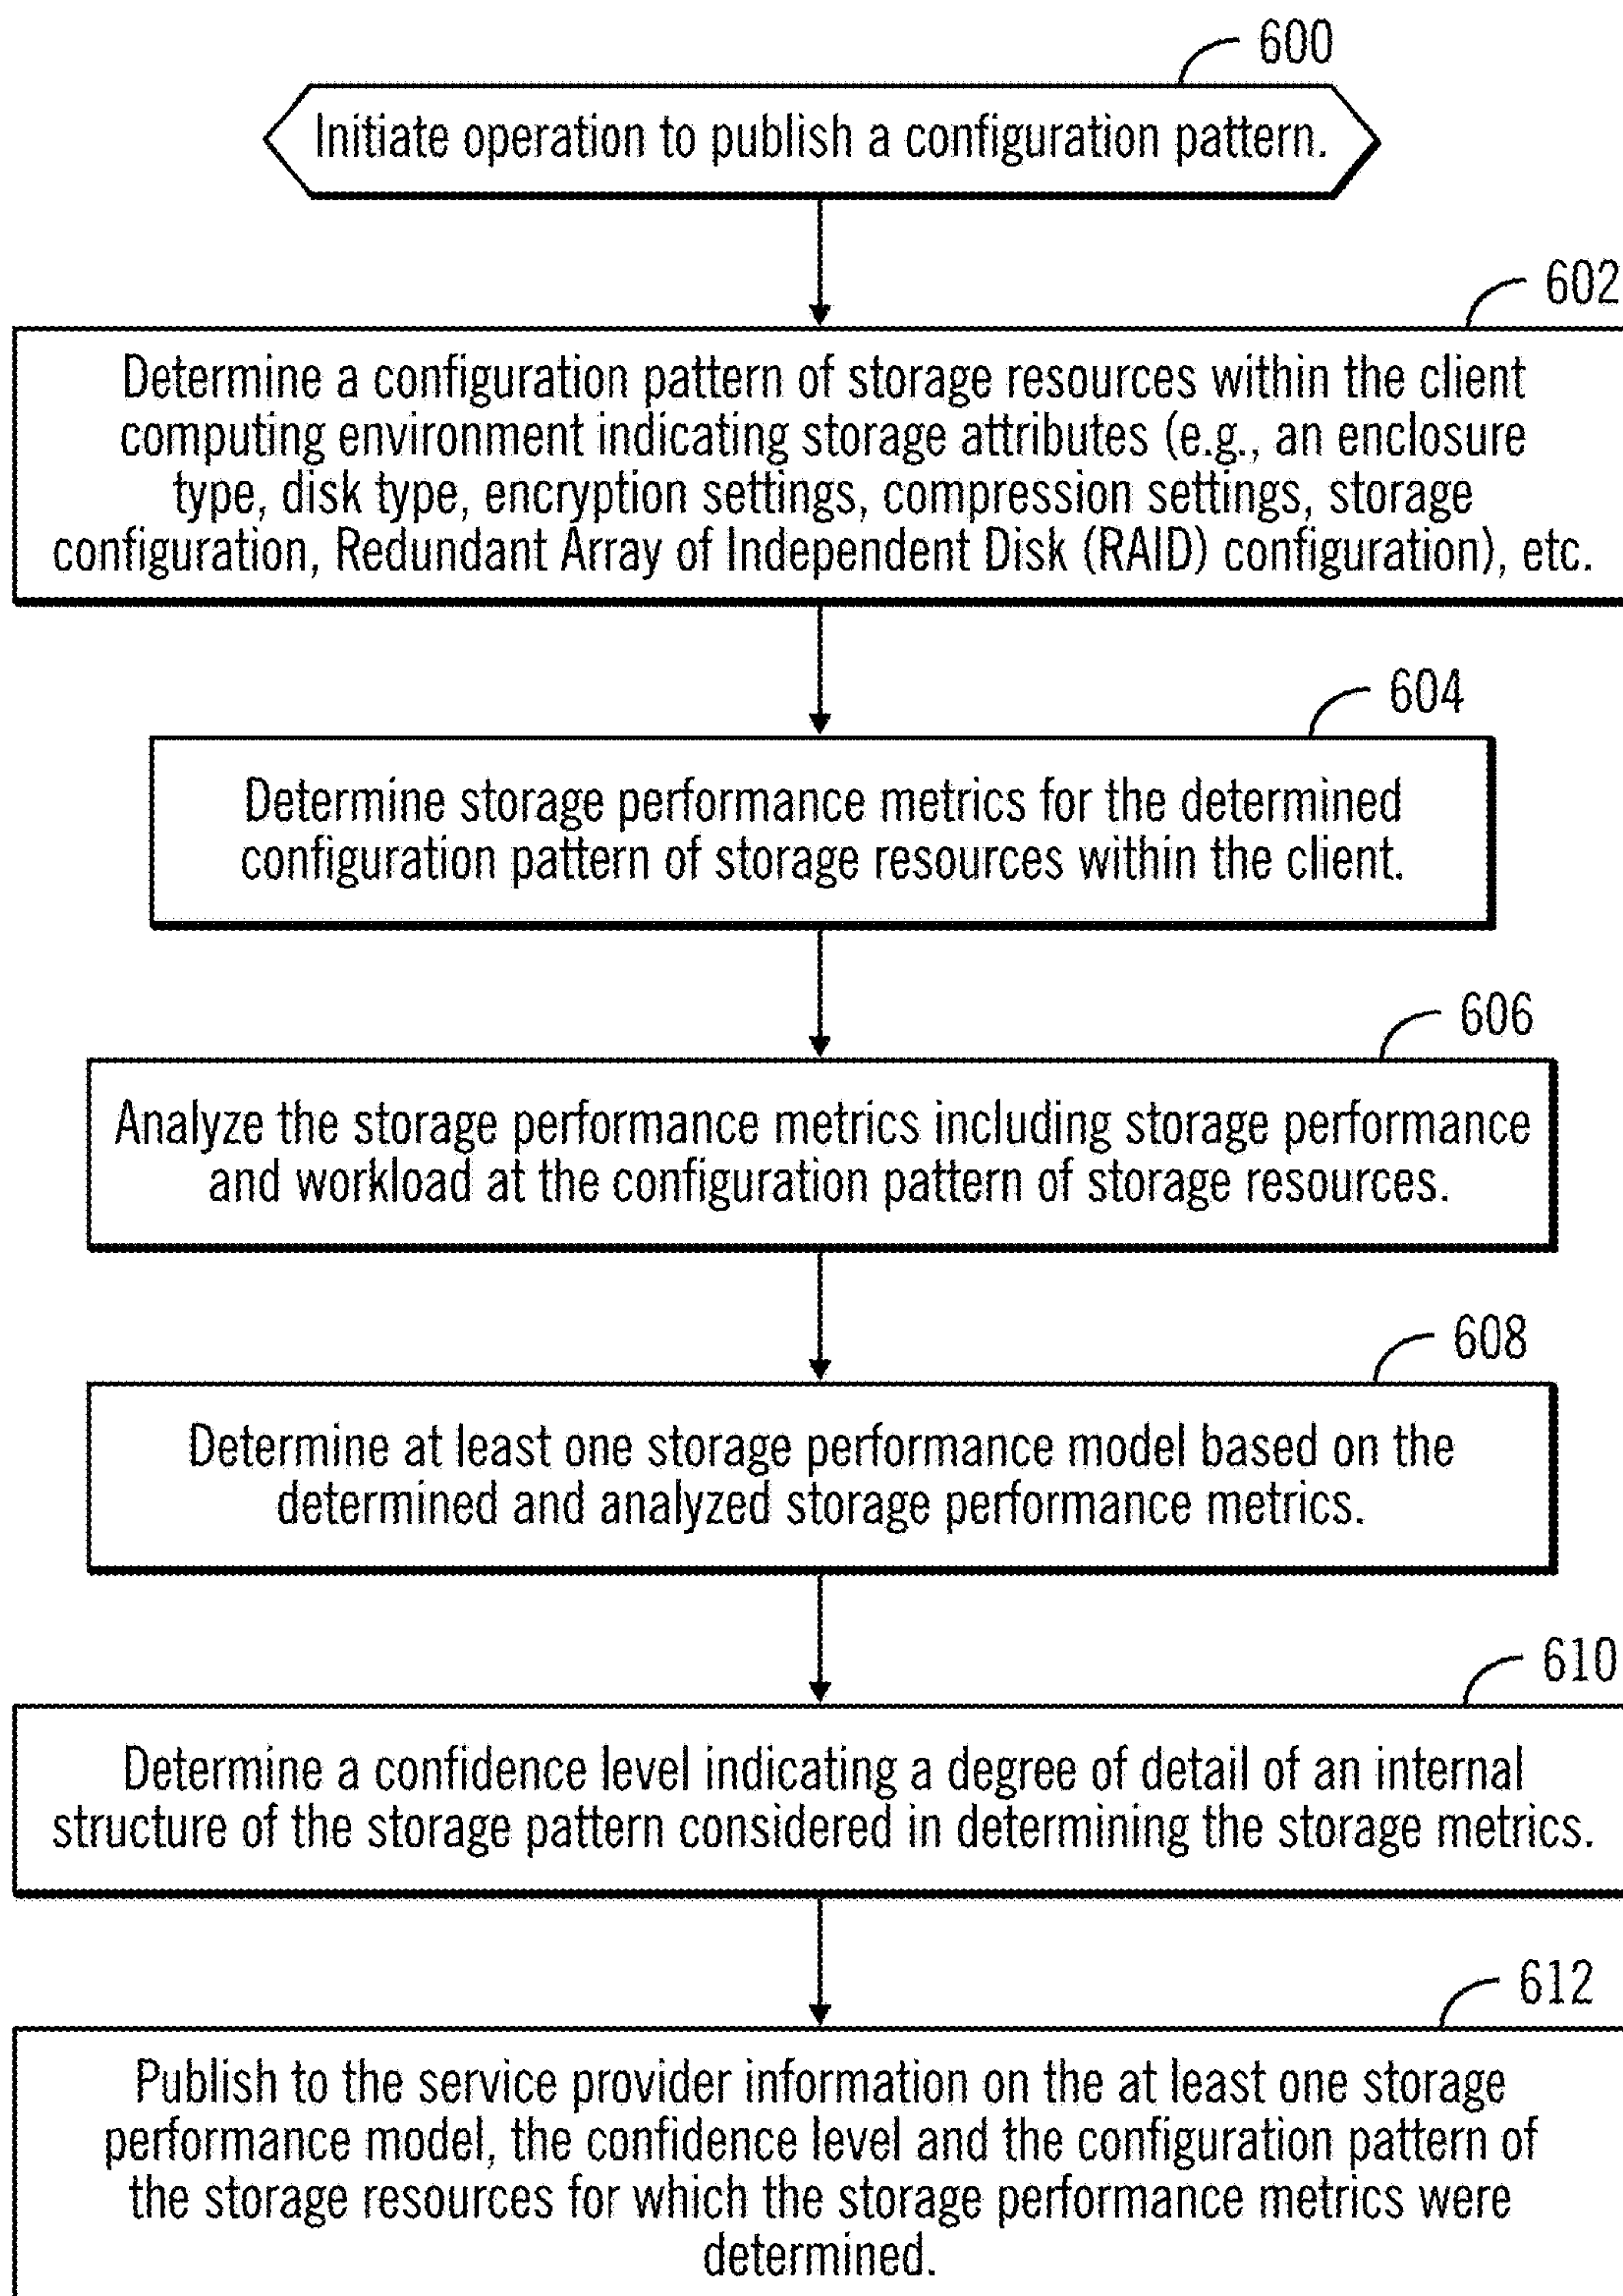 600
Initiate operation to publish a configuration pattern.
602
Determine a configuration pattern of storage resources within the client
computing environment indicating storage attributes (e.g., an enclosure
type, disk type, encryption settings, compression settings, storage
configuration, Redundant Array of Independent Disk (RAID) configuration), etc.
604
Determine storage performance metrics for the determined
configuration pattern of storage resources within the client.
606
Analyze the storage performance metrics including storage performance
and workload at the configuration pattern of storage resources.
608
Determine at least one storage performance model based on the
determined and analyzed storage performance metrics.
610
Determine a confidence level indicating a degree of detail of an internal
structure of the storage pattern considered in determining the storage metrics.
612
Publish to the service provider information on the at least one storage
performance model, the confidence level and the configuration pattern of
the storage resources for which the storage performance metrics were
determined.